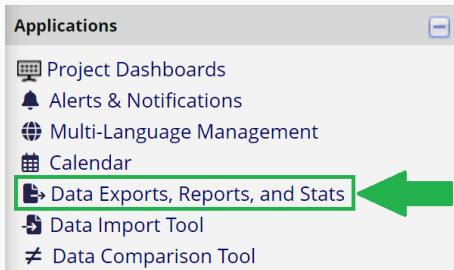 Applications
Project Dashboards
Alerts & Notifications
Multi-Language Management
Calendar
Data Exports, Reports, and Stats
Data Import Tool
Data Comparison Tool